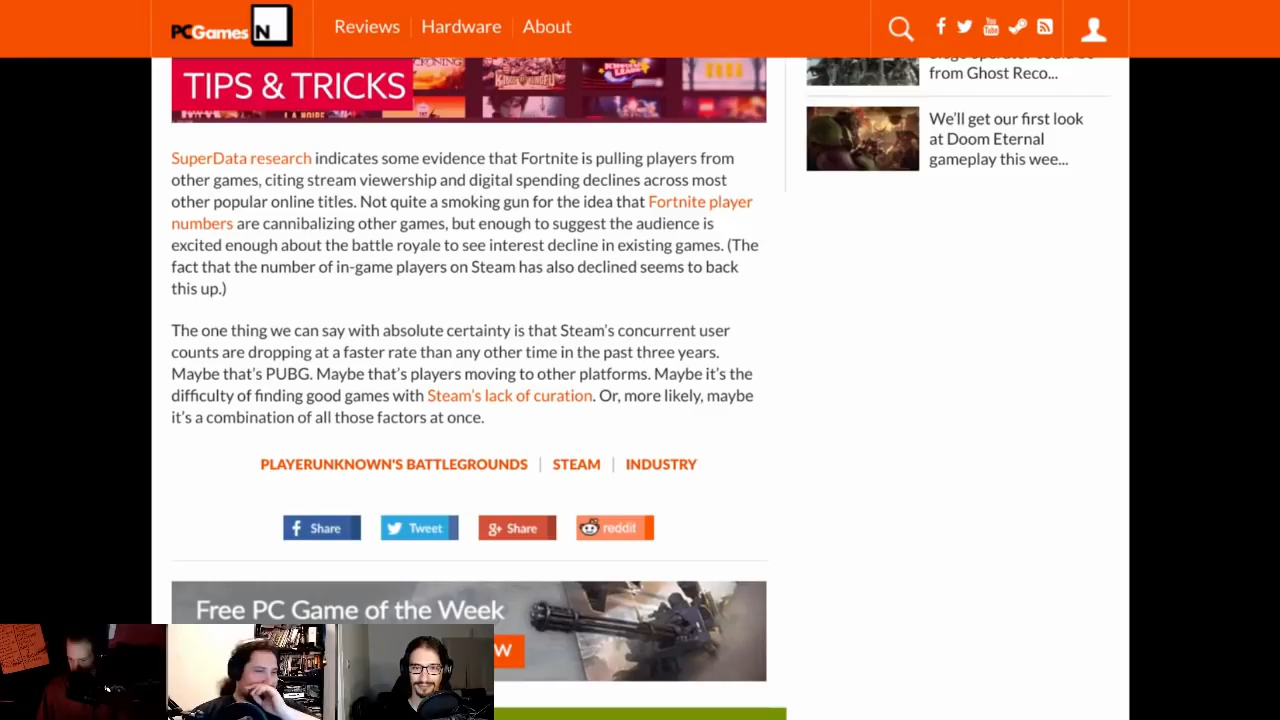 PCGamesN
Reviews
Hardware
About
TIPS & TRICKS
from Ghost Reco...
We'll get our first look
at Doom Eternal
gameplay this wee...
SuperData research indicates some evidence that Fortnite is pulling players from
other games, citing stream viewership and digital spending declines across most
other popular online titles. Not quite a smoking gun for the idea that Fortnite player
numbers are cannibalizing other games, but enough to suggest the audience is
excited enough about the battle royale to see interest decline in existing games. (The
fact that the number of in-game players on Steam has also declined seems to back
this up.)
The one thing we can say with absolute certainty is that Steam's concurrent user
counts are dropping at a faster rate than any other time in the past three years.
Maybe that's PUBG. Maybe that's players moving to other platforms. Maybe it's the
difficulty of finding good games with Steam's lack of curation. Or, more likely, maybe
it's a combination of all those factors at once.
PLAYERUNKNOWN'S BATTLEGROUNDS | STEAM | INDUSTRY
Share
Tweet
Share
reddit
Free PC Game of the Week
W